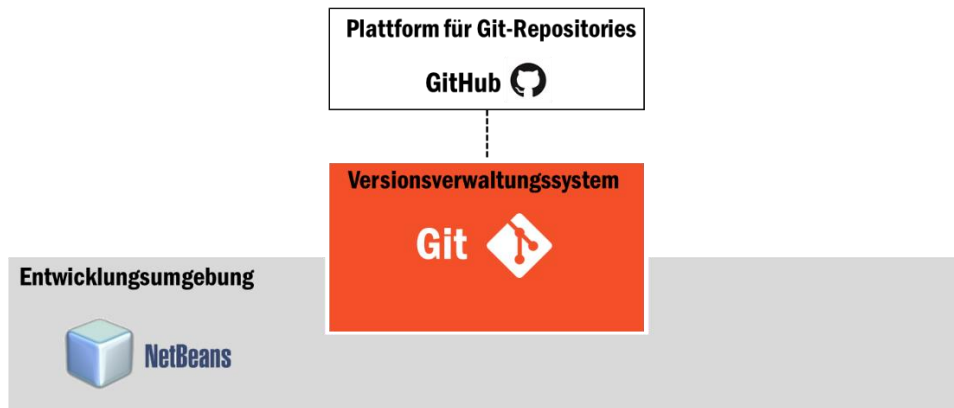 Plattform für Git-Repositories
GitHub
Versionsverwaltungssystem
Git
Entwicklungsumgebung
NetBeans